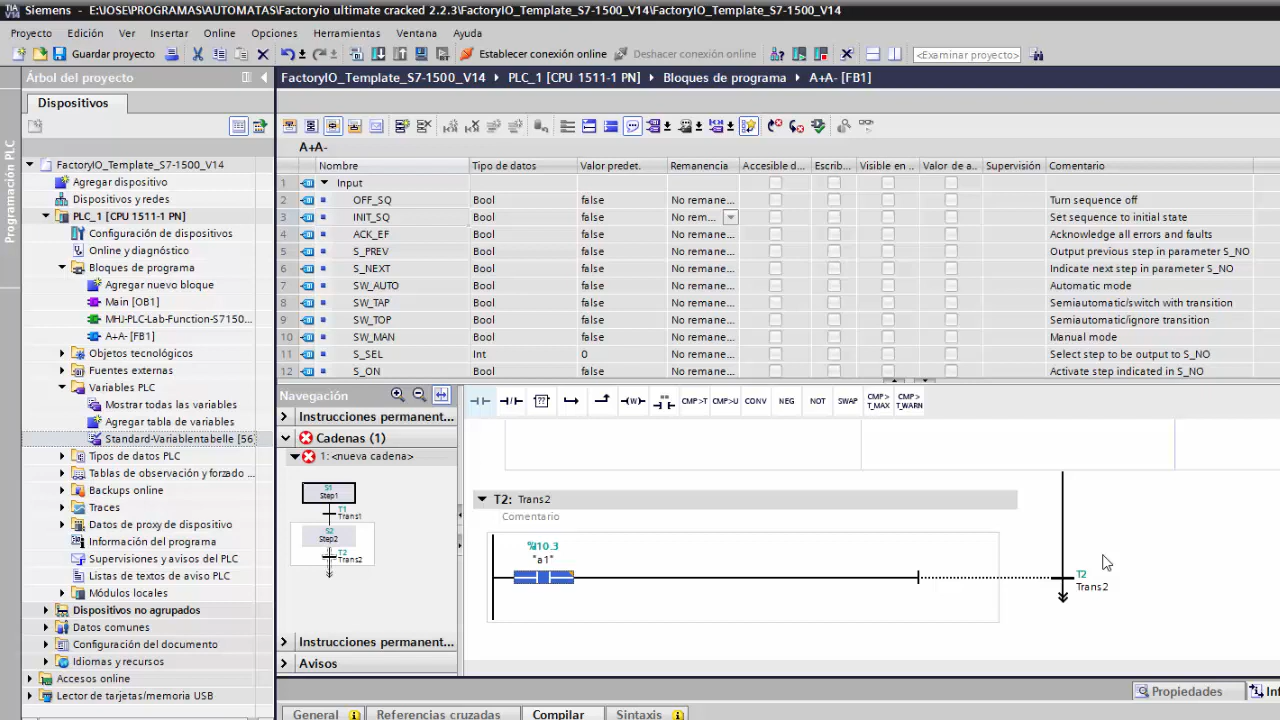 TIA V14 Siemens - E:\JOSE\PROGRAMAS\AUTOMATAS\Factoryio ultimate cracked 2.2.3\FactoryIO_Template_S7-1500_V14\FactoryIO_Template_S7-1500_V14
Proyecto Edición Ver Insertar Online Opciones Herramientas Ventana Ayuda
Guardar proyecto Establecer conexión online Deshacer conexión online <Examinar proyecto>
Árbol del proyecto
FactoryIO_Template_S7-1500_V14 PLC_1 [CPU 1511-1 PN] Bloques de programa A+A- [FB1]
Dispositivos
Programación PLC
FactoryIO_Template_S7-1500_V14
Agregar dispositivo
Dispositivos y redes
PLC_1 [CPU 1511-1 PN]
Configuración de dispositivos
Online y diagnóstico
Bloques de programa
Agregar nuevo bloque
Main [OB1]
MHJ-PLC-Lab-Function-S7150...
A+A- [FB1]
Objetos tecnológicos
Fuentes externas
Variables PLC
Mostrar todas las variables
Agregar tabla de variables
Standard-Variablentabelle [56
Tipos de datos PLC
Tablas de observación y forzado ...
Backups online
Traces
Datos de proxy de dispositivo
Información del programa
Supervisiones y avisos del PLC
Listas de textos de aviso PLC
Módulos locales
Dispositivos no agrupados
Datos comunes
Configuración del documento
Idiomas y recursos
Accesos online
Lector de tarjetas/memoria USB
A+A-
Nombre Tipo de datos Valor predet. Remanencia Accesible d... Escrib... Visible en .. Valor de a.. Supervisión Comentario
1 Input
2 OFF_SQ Bool false No remane... Turn sequence off
3 INIT_SQ Bool false No rem... Set sequence to initial state
4 ACK_EF Bool false No remane... Acknowledge all errors and faults
5 S_PREV Bool false No remane... Output previous step in parameter S_NO
6 S_NEXT Bool false No remane... Indicate next step in parameter S_NO
7 SW_AUTO Bool false No remane... Automatic mode
8 SW_TAP Bool false No remane... Semiautomatic/switch with transition
9 SW_TOP Bool false No remane... Semiautomatic/ignore transition
10 SW_MAN Bool false No remane... Manual mode
11 S_SEL Int 0 No remane... Select step to be output to S_NO
12 S_ON Bool false No remane... Activate step indicated in S_NO
Navegación
Instrucciones permanent...
Cadenas (1)
1: <nueva cadena>
S1
Step1
T1
Trans1
S2
Step2
T2
Trans2
Instrucciones permanent...
Avisos
CMP>T CMP>U CONV NEG NOT SWAP CMP> T_MAX CMP> T_WARN
T2: Trans2
Comentario
%I10.3
"a1"
T2
Trans2
Propiedades Inf
General Referencias cruzadas Compilar Sintaxis